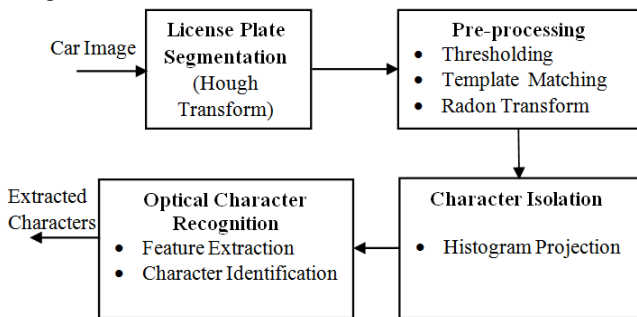 Car Image
License Plate
Segmentation
(Hough
Transform)
Pre-processing
• Thresholding
• Template Matching
• Radon Transform
Character Isolation
• Histogram Projection
Optical Character
Recognition
• Feature Extraction
• Character Identification
Extracted
Characters